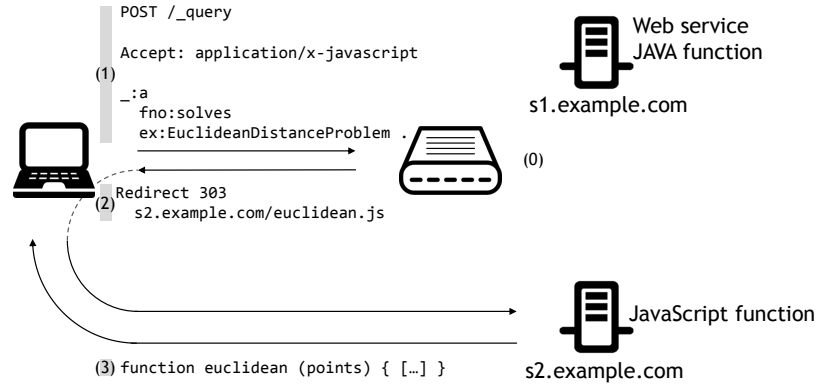 POST /_query
Accept: application/x-javascript
(1)
_:a
fno:solves
ex:EuclideanDistanceProblem .
Web service
JAVA function
s1.example.com
(0)
(2)
Redirect 303
s2.example.com/euclidean.js
JavaScript function
s2.example.com
(3) function euclidean (points) { […] }